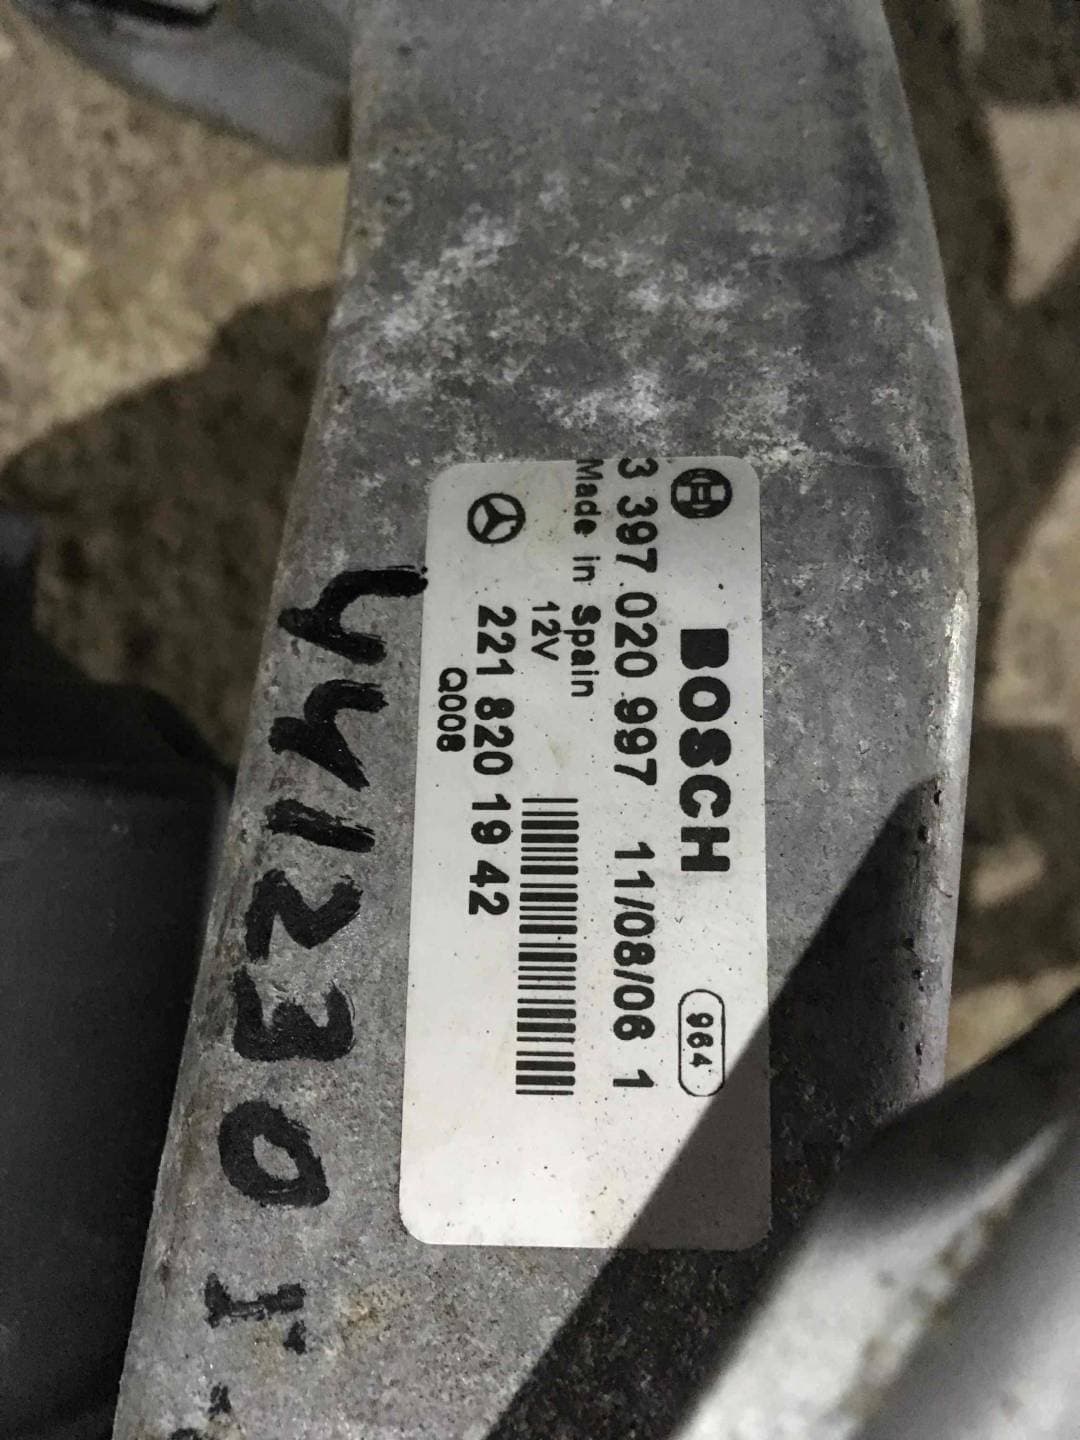 BOSCH 964
3 397 020 997 11/08/06 1
Made in Spain
12V
221 820 19 42
Q008
441230